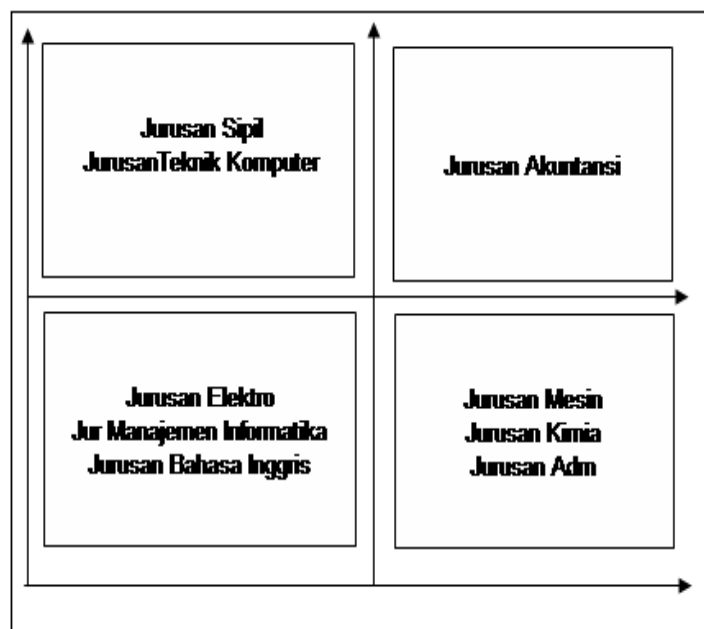 Jurusan Sipil
JurusanTeknik Komputer
Jurusan Akuntansi
Jurusan Elektro
Jur Manajemen Informatika
Jurusan Bahasa Inggris
Jurusan Mesin
Jurusan Kimia
Jurusan Adm